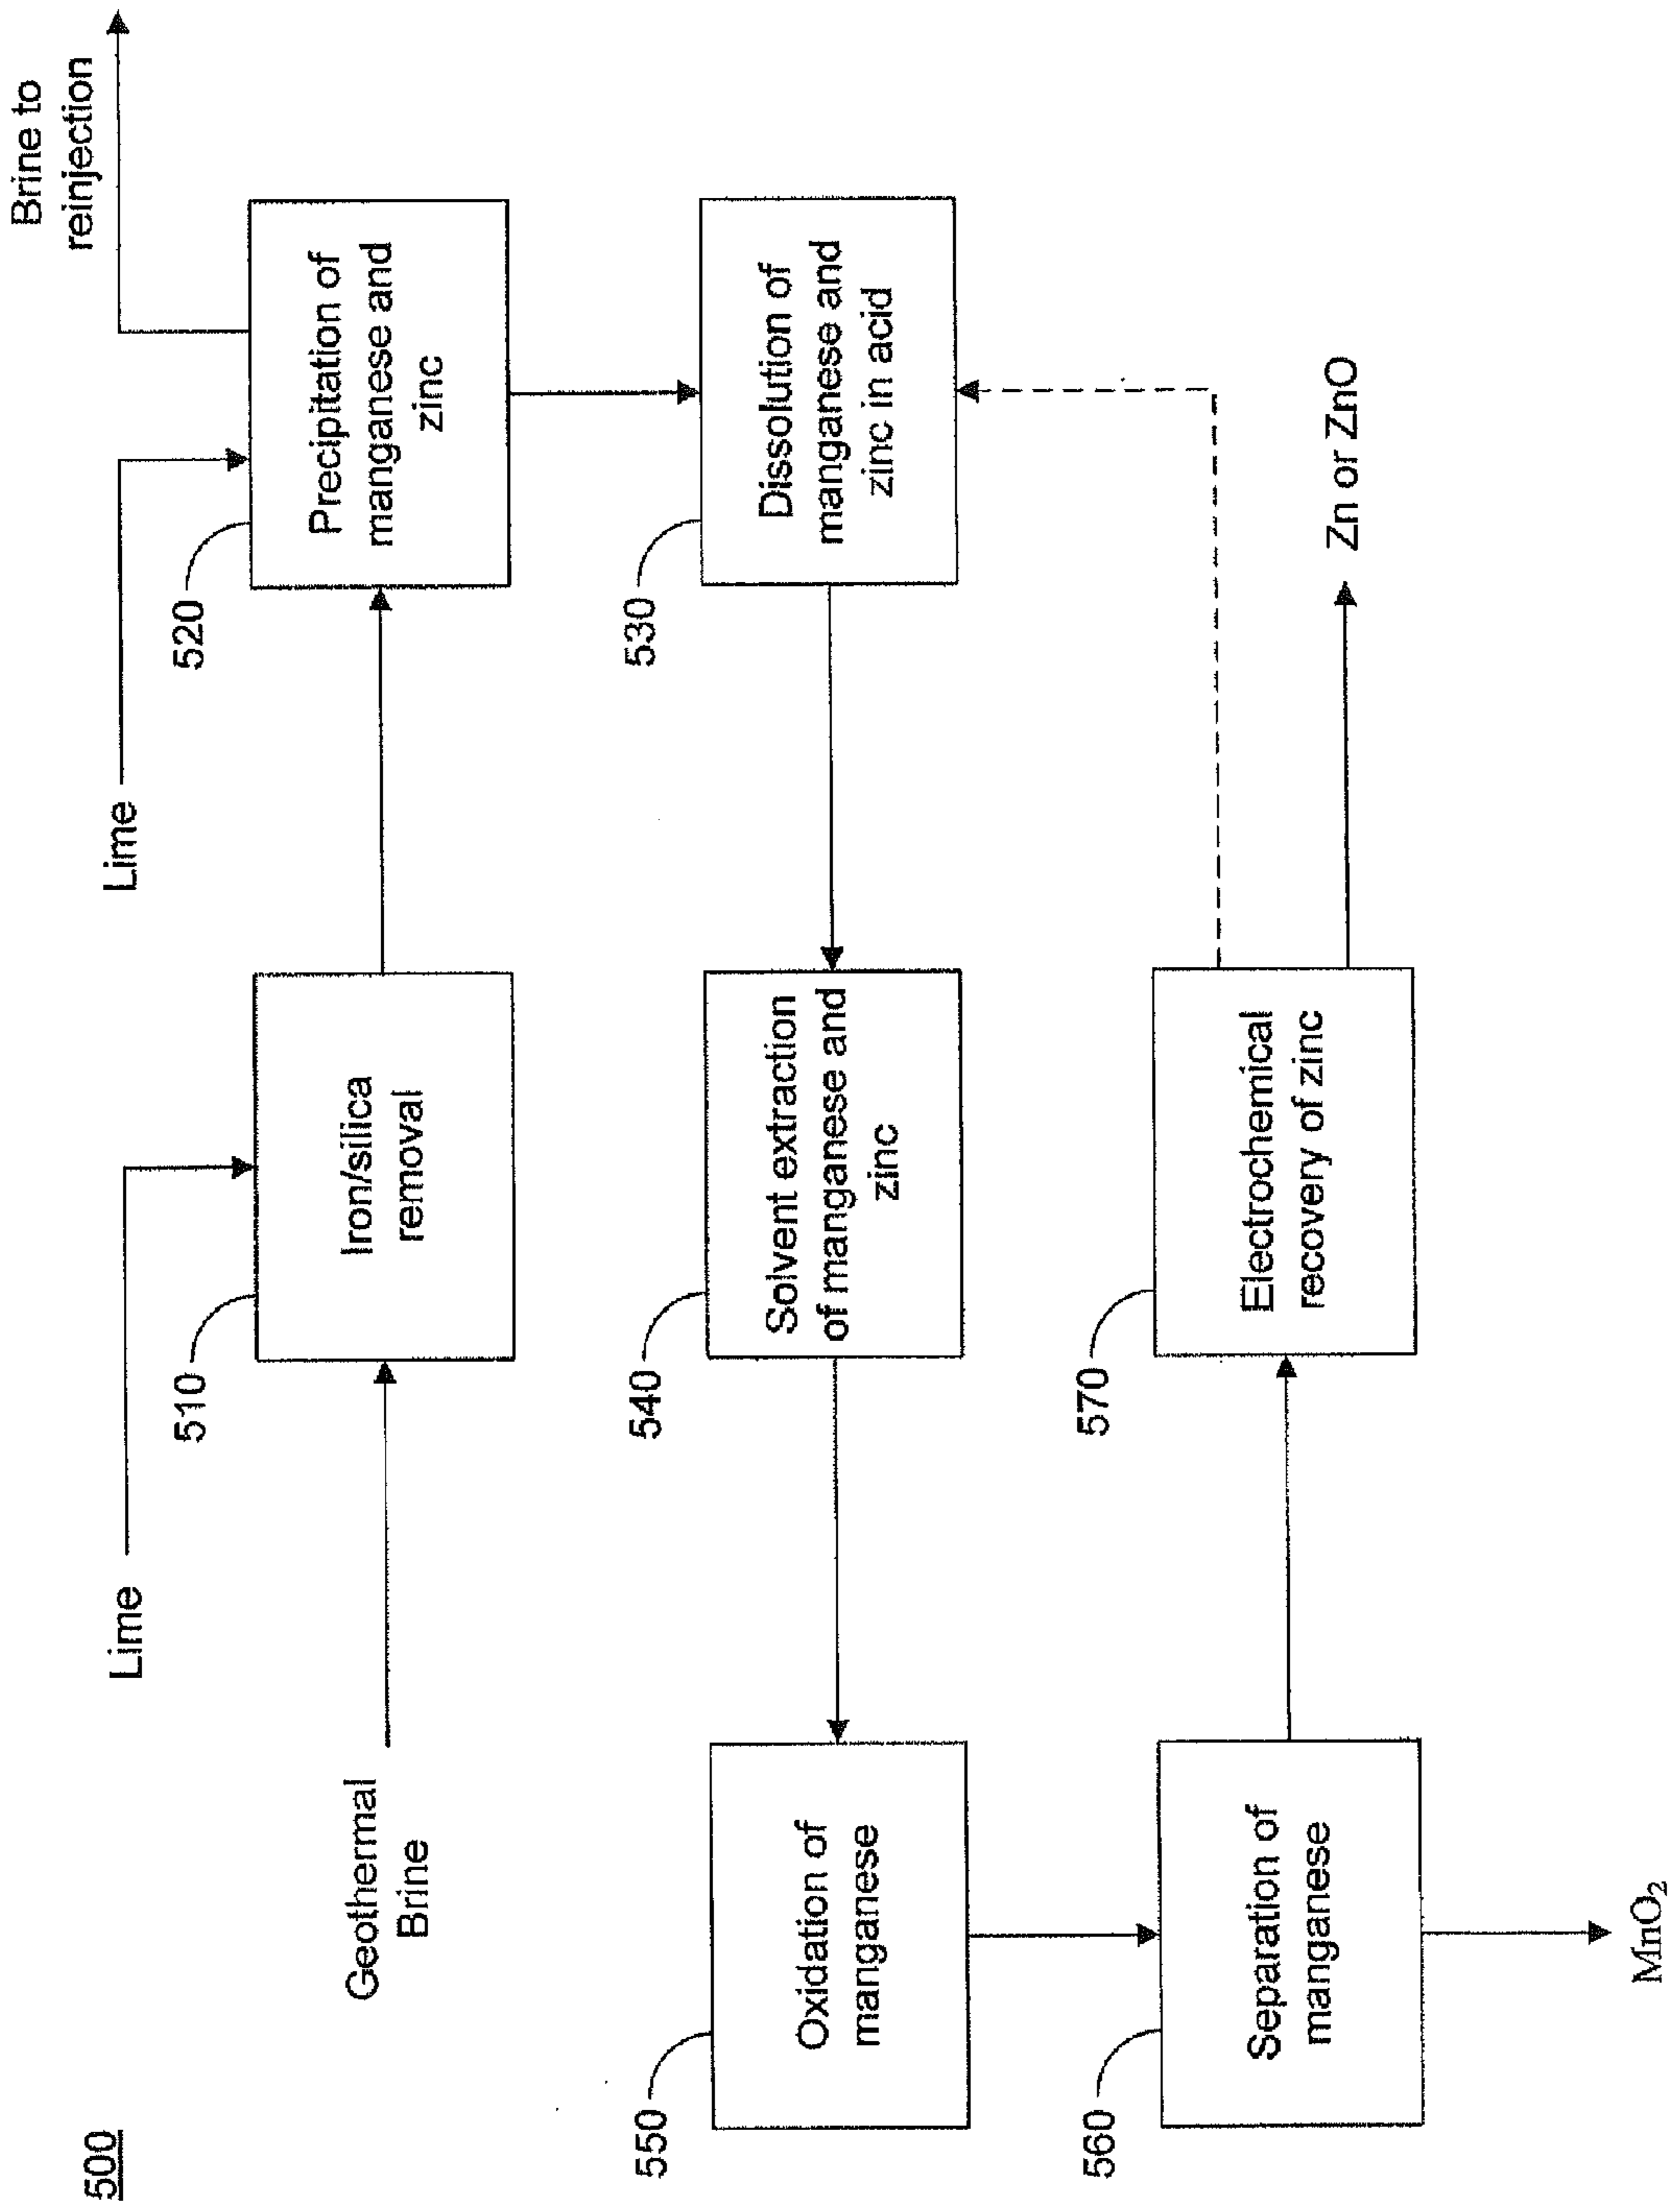 500
Brine to
reinjection
Lime
Lime
510
520
Geothermal
Brine
Iron/silica
removal
Precipitation of
manganese and
zinc
550
540
530
Oxidation of
manganese
Solvent extraction
of manganese and
zinc
Dissolution of
manganese and
zinc in acid
560
570
Separation of
manganese
Electrochemical
recovery of zinc
Zn or ZnO
MnO₂